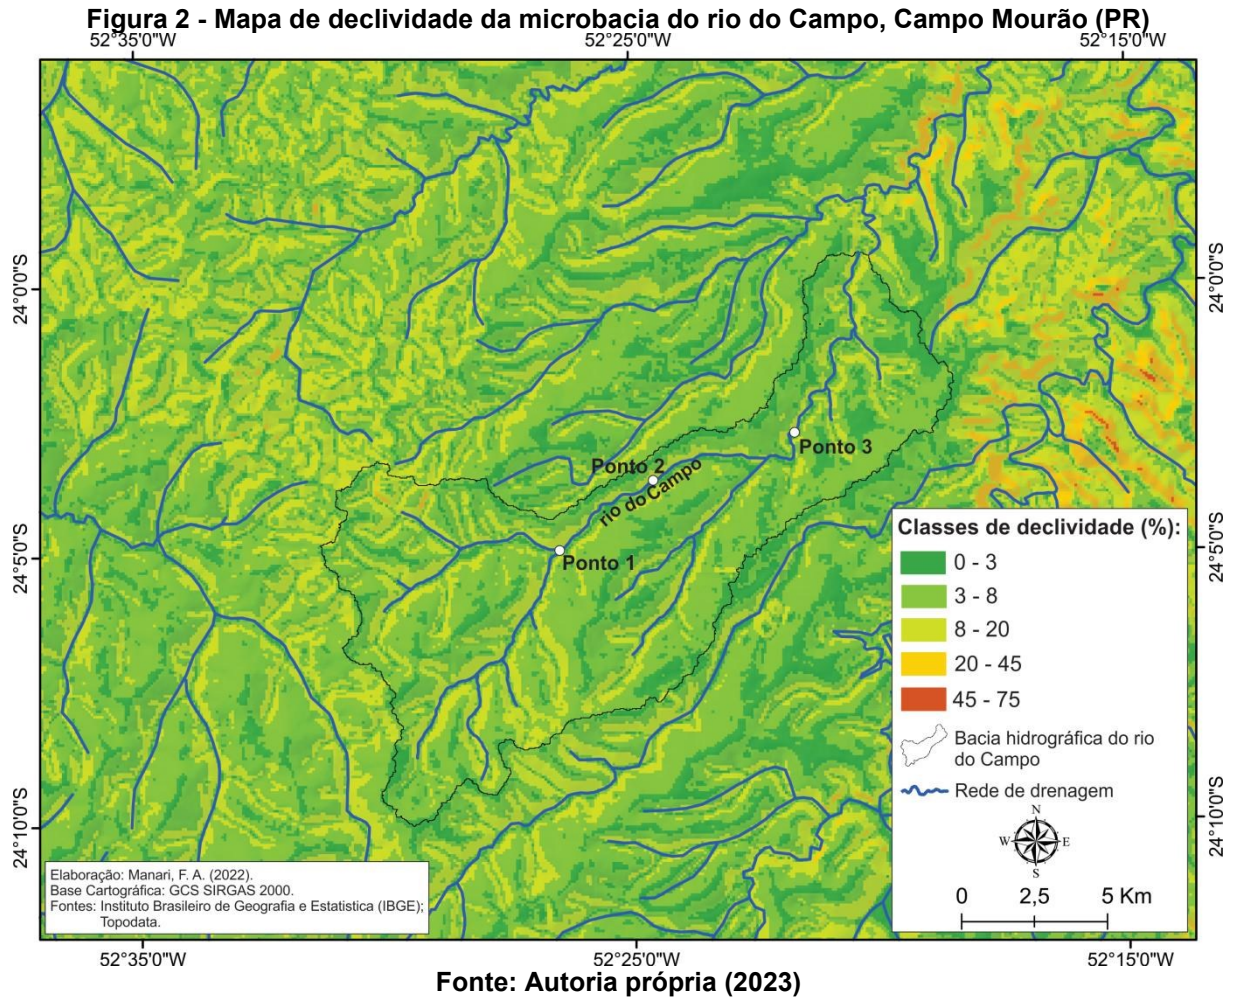 Figura 2 - Mapa de declividade da microbacia do rio do Campo, Campo Mourão (PR)
52°35'0"W
52°25'0"W
52°15'0"W
24°0'0"S
24°0'0"S
Ponto 3
Ponto 2
rio do Campo
Ponto 1
24°5'0"S
24°5'0"S
Classes de declividade (%):
0 - 3
3 - 8
8 - 20
20 - 45
45 - 75
Bacia hidrográfica do rio
do Campo
Rede de drenagem
N
W
E
S
24°10'0"S
24°10'0"S
0 2,5 5 Km
Elaboração: Manari, F. A. (2022).
Base Cartográfica: GCS SIRGAS 2000.
Fontes: Instituto Brasileiro de Geografia e Estatistica (IBGE);
Topodata.
52°35'0"W
52°25'0"W
52°15'0"W
Fonte: Autoria própria (2023)